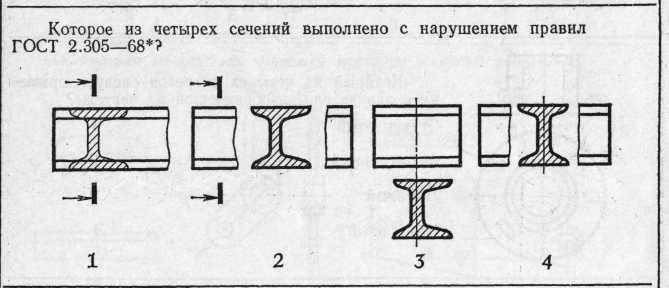 Которое из четырех сечений выполнено с нарушением правил
ГОСТ 2.305—68*?
1 2 3 4